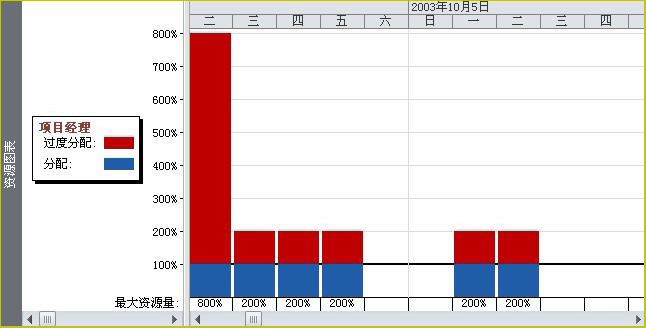 2003年10月5日
二 三 四 五 六 日 一 二 三 四
800%
700%
600%
500%
400%
300%
200%
100%
项目经理
过度分配:
分配:
资源图表
最大资源量: 800% 200% 200% 200% 200% 200%